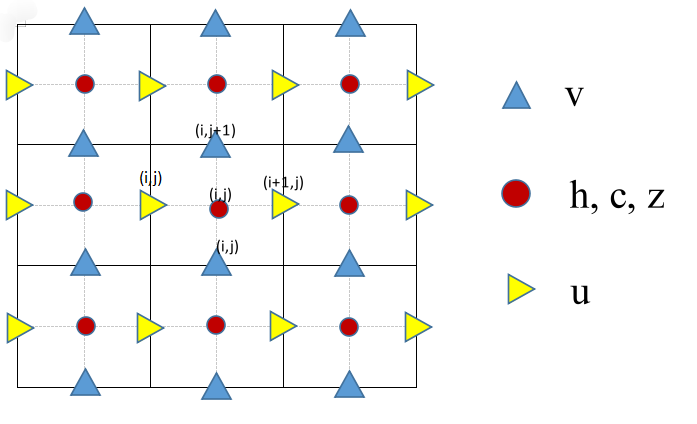 v
(i,j+1)
(i,j)
(i+1,j)
(i,j)
h, c, z
(i,j)
u